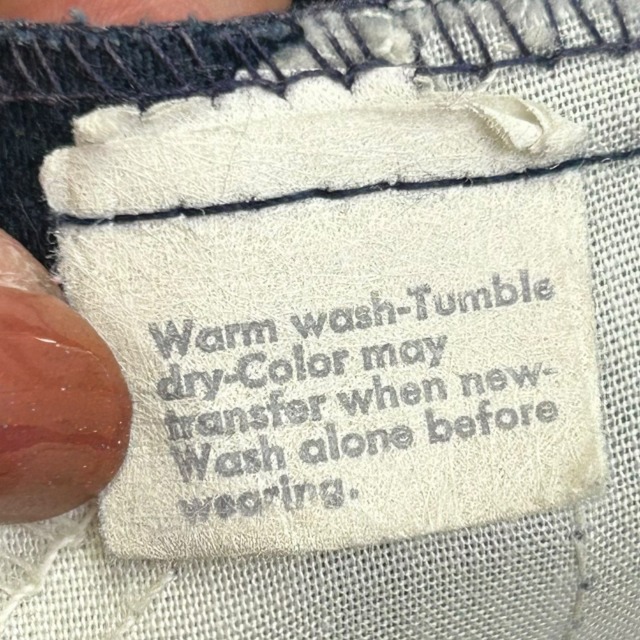 Warm wash-Tumble
dry-Color may
transfer when new-
Wash alone before
wearing.